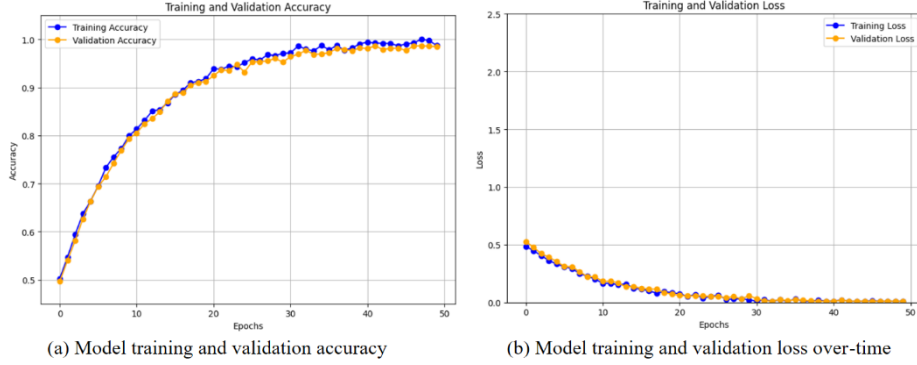 Training and Validation Accuracy
Training Accuracy
Validation Accuracy
1.0
0.9
0.8
0.7
0.6
0.5
Accuracy
0
10
20
30
40
50
Epochs
(a) Model training and validation accuracy
Training and Validation Loss
Training Loss
Validation Loss
2.5
2.0
1.5
1.0
0.5
0.0
Loss
0
10
20
30
40
50
Epochs
(b) Model training and validation loss over-time